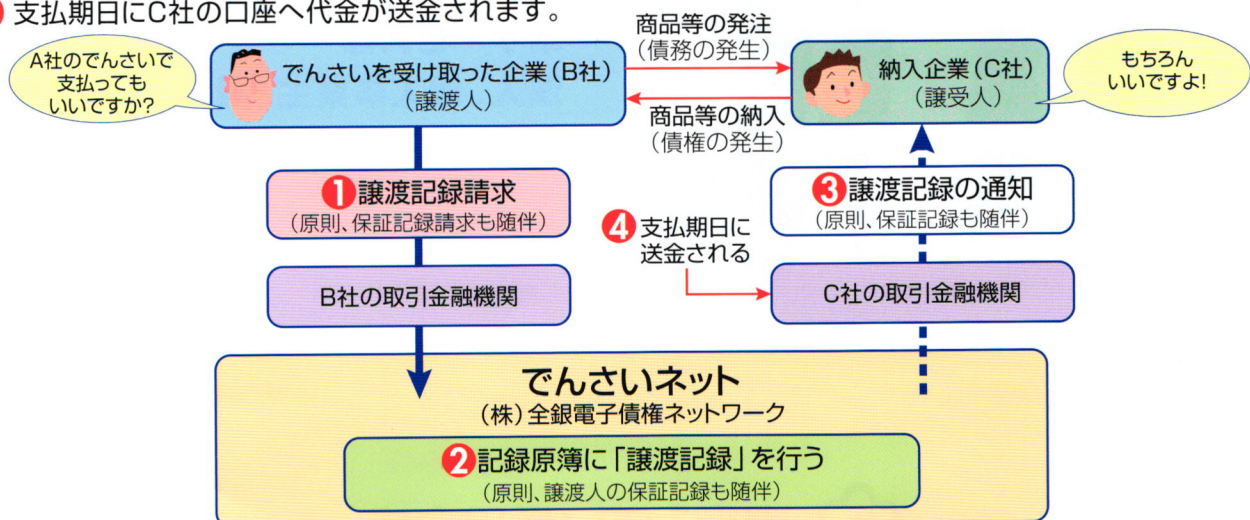 支払期日にC社の口座へ代金が送金されます。
A社のでんさいで
支払っても
いいですか?
でんさいを受け取った企業(B社)
(譲渡人)
商品等の発注
(債務の発生)
商品等の納入
(債権の発生)
納入企業(C社)
(譲受人)
もちろん
いいですよ!
❶譲渡記録請求
(原則、保証記録請求も随伴)
❸譲渡記録の通知
(原則、保証記録も随伴)
❹支払期日に
送金される
B社の取引金融機関
C社の取引金融機関
でんさいネット
(株)全銀電子債権ネットワーク
❷記録原簿に「譲渡記録」を行う
(原則、譲渡人の保証記録も随伴)